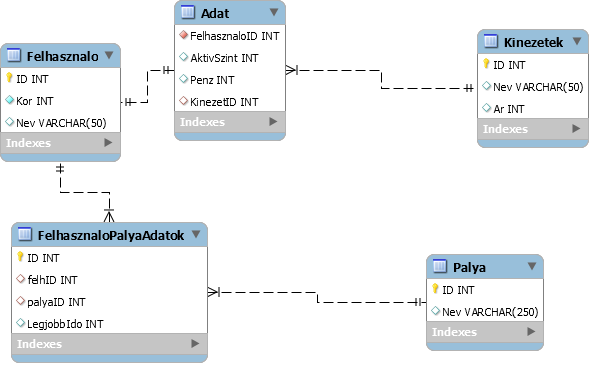 Adat
FelhasznaloID INT
AktivSzint INT
Penz INT
KinezetID INT
Indexes
Kinezetek
ID INT
Nev VARCHAR(50)
Ar INT
Indexes
Felhasznalo
ID INT
Kor INT
Nev VARCHAR(50)
Indexes
FelhasznaloPalyaAdatok
ID INT
felhID INT
palyaID INT
LegjobbIdo INT
Indexes
Palya
ID INT
Nev VARCHAR(250)
Indexes